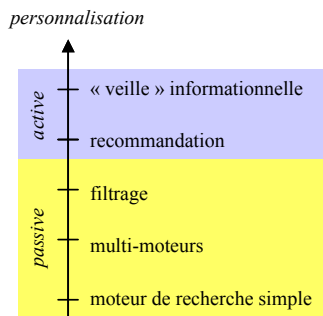 personnalisation
active
« veille » informationnelle
recommandation
passive
filtrage
multi-moteurs
moteur de recherche simple